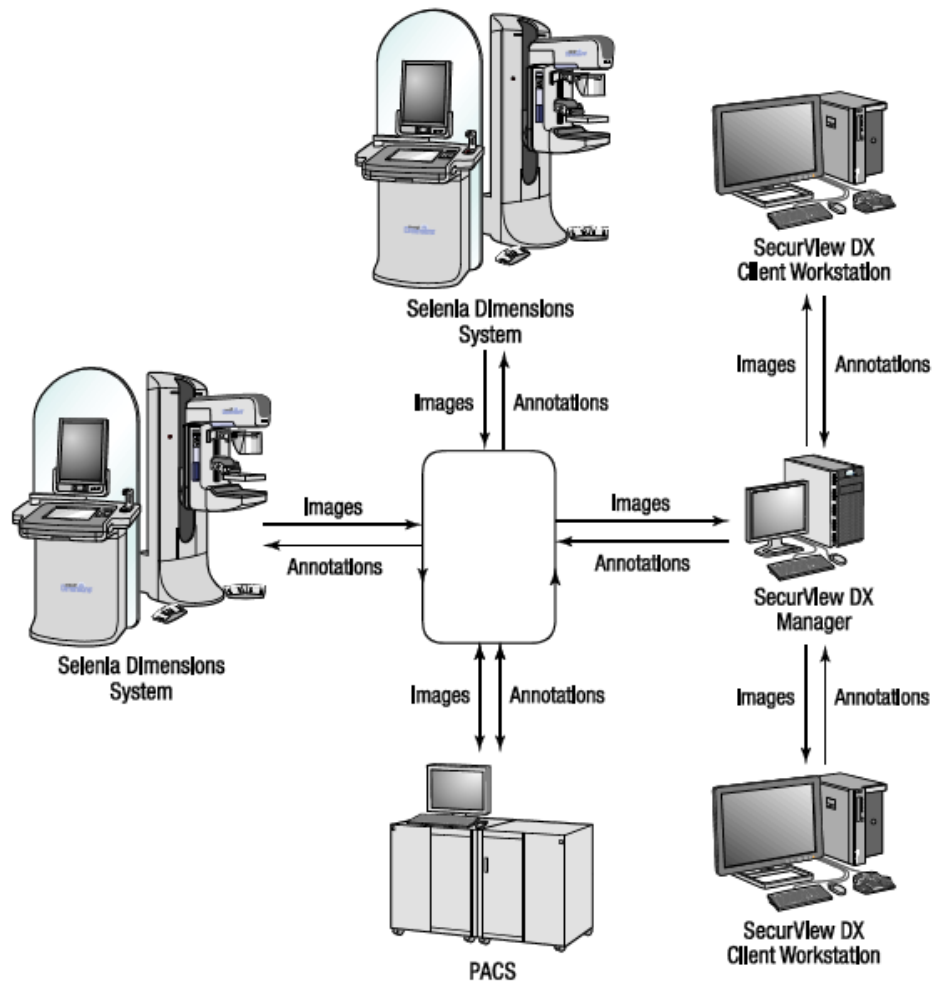 Selenia Dimensions
System
Images
Annotations
SecurView DX
Client Workstation
Images
Annotations
Images
Annotations
Selenia Dimensions
System
Images
Annotations
SecurView DX
Manager
Images
Annotations
Images
Annotations
PACS
SecurView DX
Client Workstation